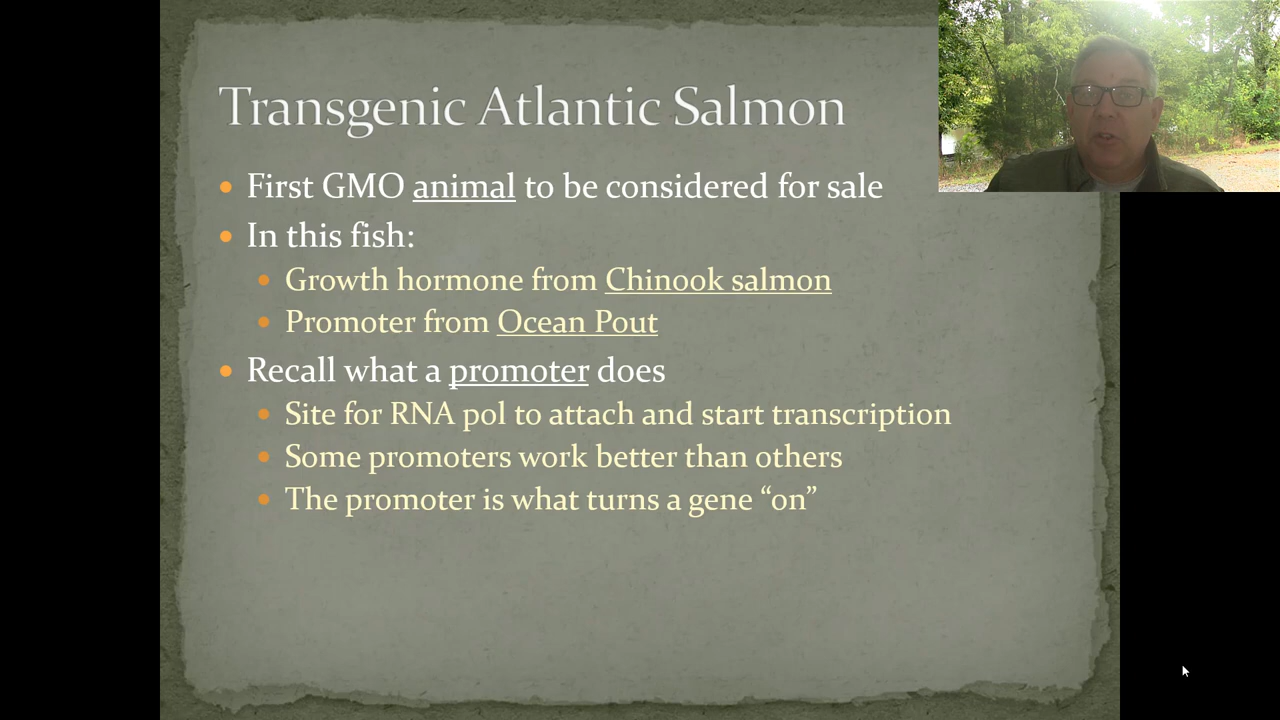 Transgenic Atlantic Salmon
First GMO animal to be considered for sale
In this fish:
Growth hormone from Chinook salmon
Promoter from Ocean Pout
Recall what a promoter does
Site for RNA pol to attach and start transcription
Some promoters work better than others
The promoter is what turns a gene “on”